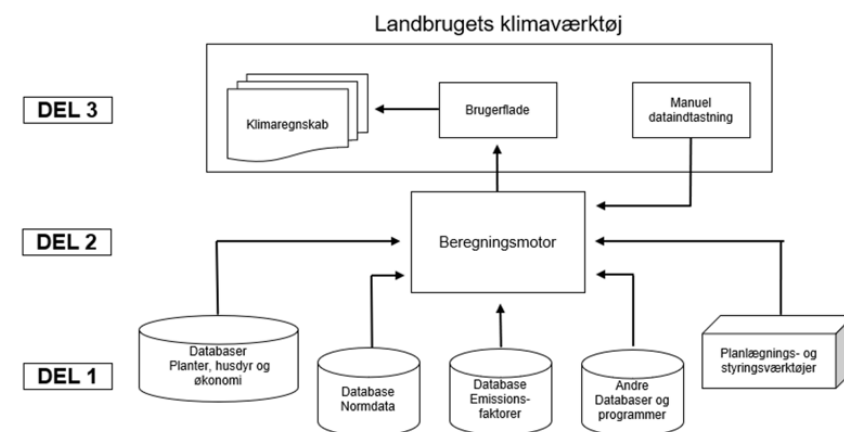 Landbrugets klimaværktøj
DEL 3
Klimaregnskab
Brugerflade
Manuel
dataindtastning
DEL 2
Beregningsmotor
DEL 1
Databaser
Planter, husdyr og
økonomi
Database
Normdata
Database
Emissions-
faktorer
Andre
Databaser og
programmer
Planlægnings- og
styringsværktøjer